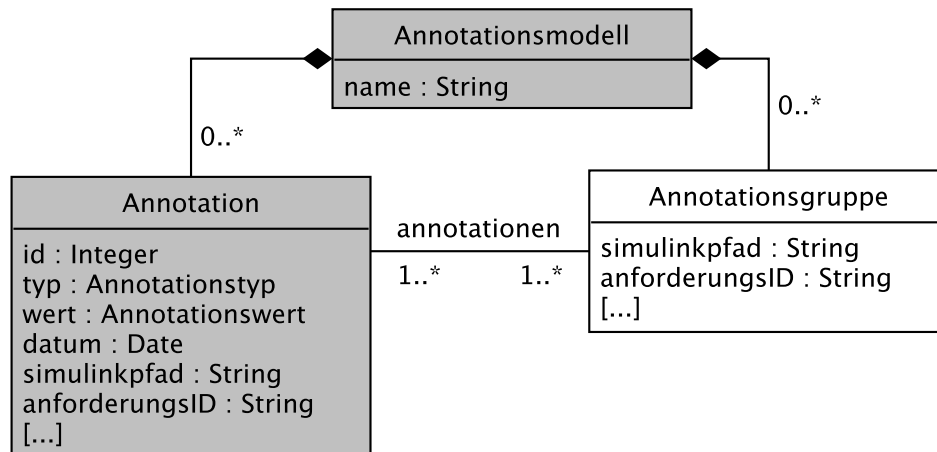 Annotationsmodell
name : String
0..*
0..*
Annotation
id : Integer
typ : Annotationstyp
wert : Annotationswert
datum : Date
simulinkpfad : String
anforderungsID : String
[...]
annotationen
1..*
1..*
Annotationsgruppe
simulinkpfad : String
anforderungsID : String
[...]